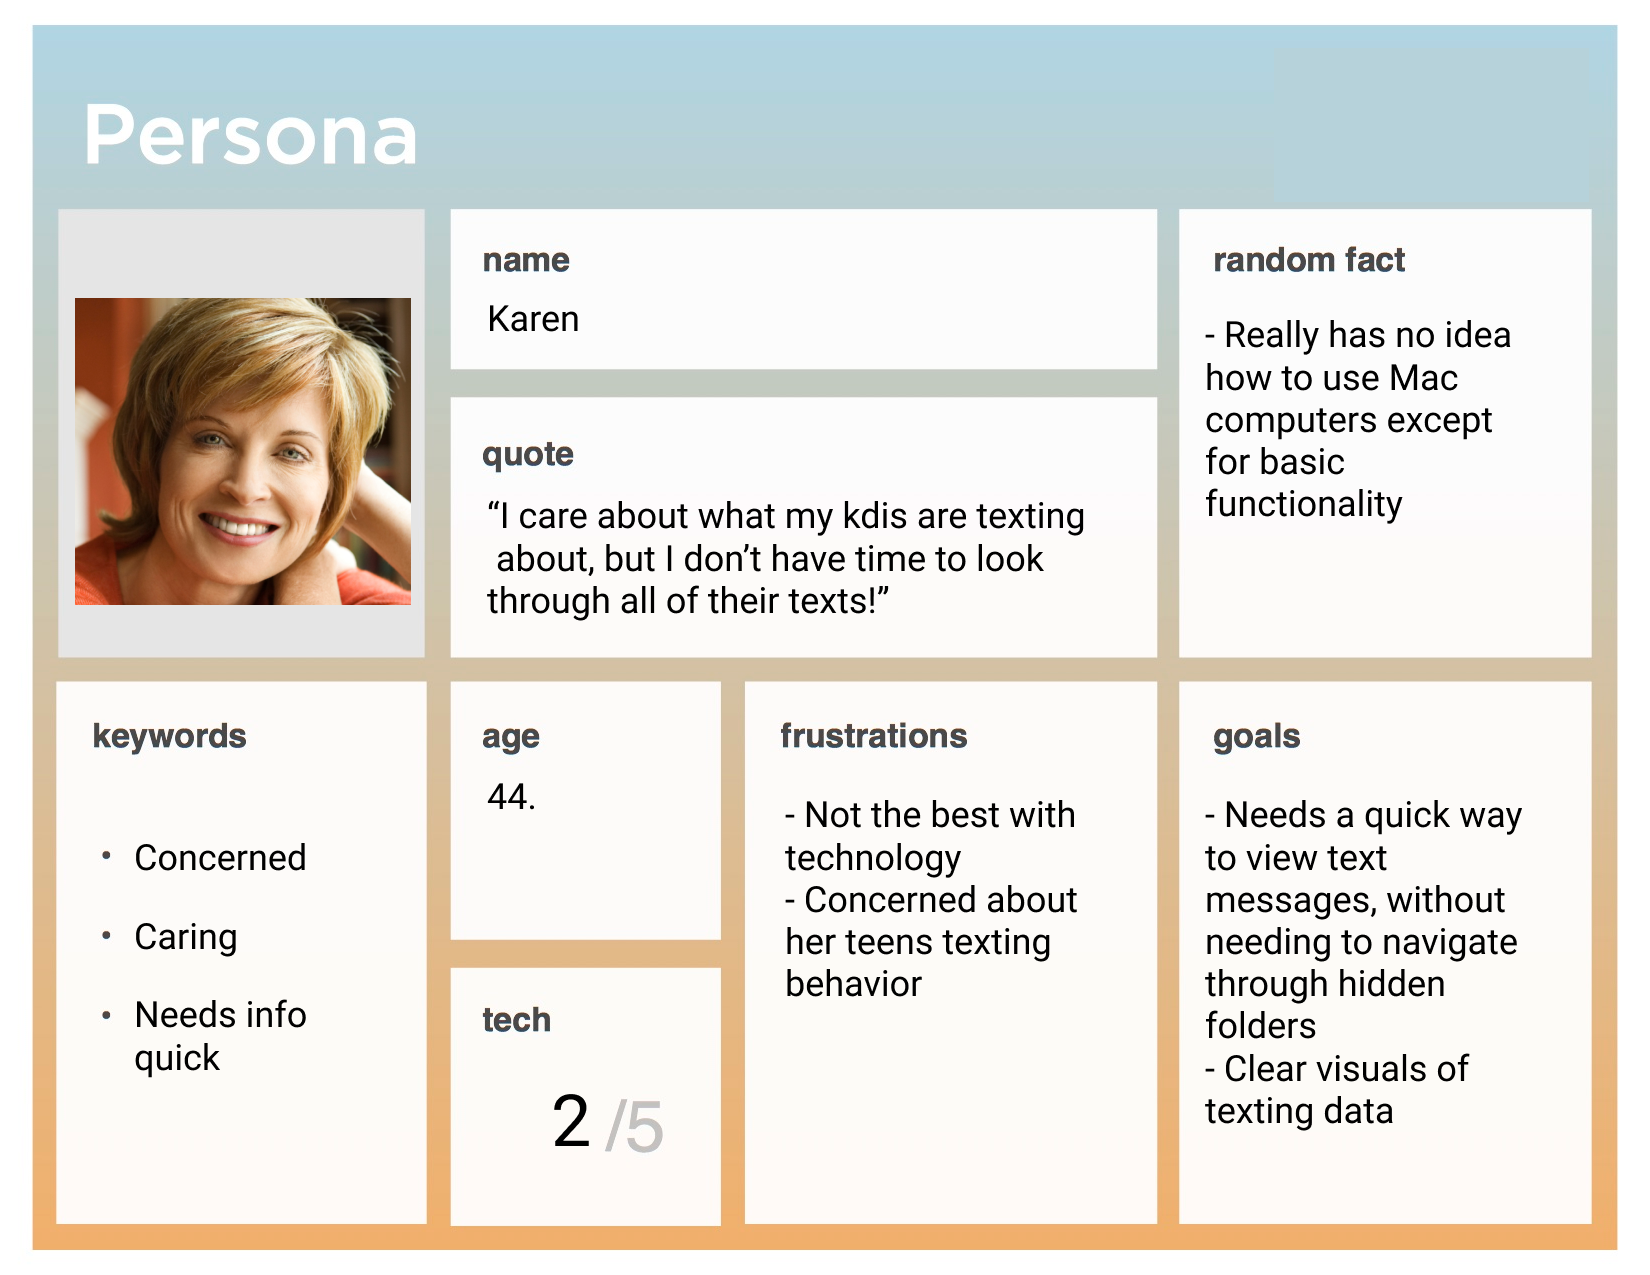 Persona
name
Karen
random fact
- Really has no idea
how to use Mac
computers except
for basic
functionality
quote
“I care about what my kdis are texting
about, but I don’t have time to look
through all of their texts!”
keywords
• Concerned
• Caring
• Needs info
quick
age
44.
tech
2 /5
frustrations
- Not the best with
technology
- Concerned about
her teens texting
behavior
goals
- Needs a quick way
to view text
messages, without
needing to navigate
through hidden
folders
- Clear visuals of
texting data